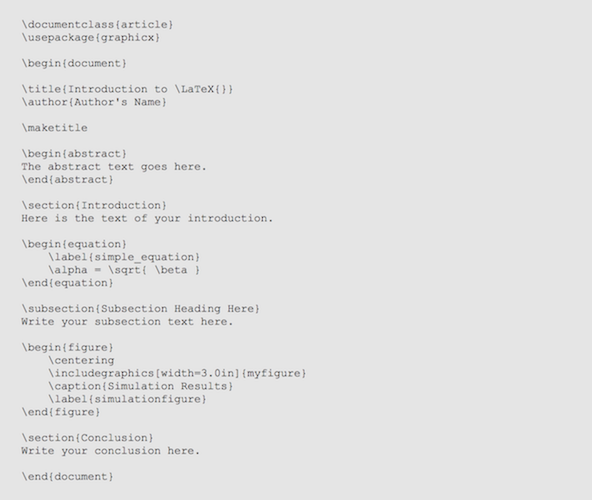 \documentclass{article}
\usepackage{graphicx}
\begin{document}
\title{Introduction to \LaTeX{}}
\author{Author's Name}
\maketitle
\begin{abstract}
The abstract text goes here.
\end{abstract}
\section{Introduction}
Here is the text of your introduction.
\begin{equation}
    \label{simple_equation}
    \alpha = \sqrt{ \beta }
\end{equation}
\subsection{Subsection Heading Here}
Write your subsection text here.
\begin{figure}
    \centering
    \includegraphics[width=3.0in]{myfigure}
    \caption{Simulation Results}
    \label{simulationfigure}
\end{figure}
\section{Conclusion}
Write your conclusion here.
\end{document}